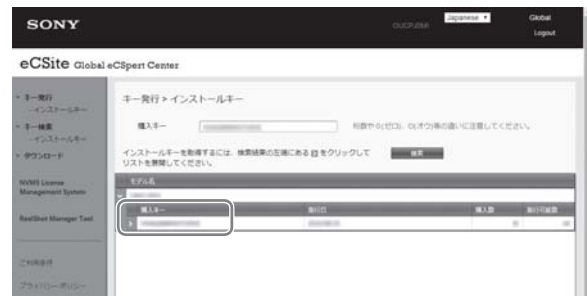 SONY
Japanese
Global
Logout
eCSite Global eCSpert Center
キー発行
-インストールキー
キー検索
-インストールキー
ダウンロード
NVMS License
Management System
RealShot Manager Tool
ご利用条件
プライバシーポリシー
キー発行 > インストールキー
購入キー
桁数や0(ゼロ)、O(オウ)等の違いに注意してください。
インストールキーを取得するには、検索結果の左端にある をクリックして
リストを展開してください。
検索
モデル名
購入キー
発行日
購入数
発行可能数